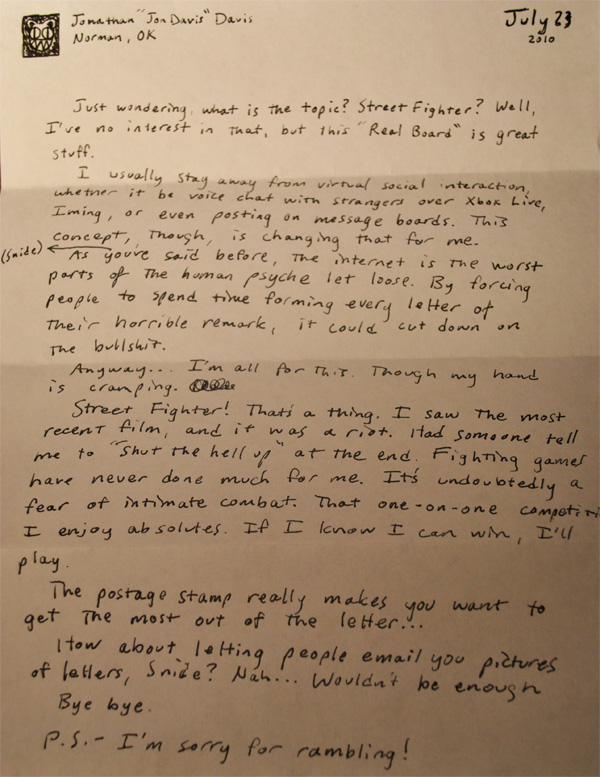 Jonathan "Jon Davis" Davis
Norman, OK
July 23
2010
Just wondering, what is the topic? Street Fighter? Well,
I've no interest in that, but this "Real Board" is great
stuff.
I usually stay away from virtual social interaction,
whether it be voice chat with strangers over Xbox Live,
IMing, or even posting on message boards. This
concept, though, is changing that for me.
(Snide)
As you've said before, the internet is the worst
parts of the human psyche let loose. By forcing
people to spend time forming every letter of
their horrible remark, it could cut down on
the bullshit.
Anyway... I'm all for this. Though my hand
is cramping.
Street Fighter! That's a thing. I saw the most
recent film, and it was a riot. Had someone tell
me to "shut the hell up" at the end. Fighting games
have never done much for me. It's undoubtedly a
fear of intimate combat. That one-on-one competiti
I enjoy absolutes. If I know I can win, I'll
play.
The postage stamp really makes you want to
get the most out of the letter...
How about letting people email you pictures
of letters, Snide? Nah... Wouldn't be enough
Bye bye.
P.S.- I'm sorry for rambling!